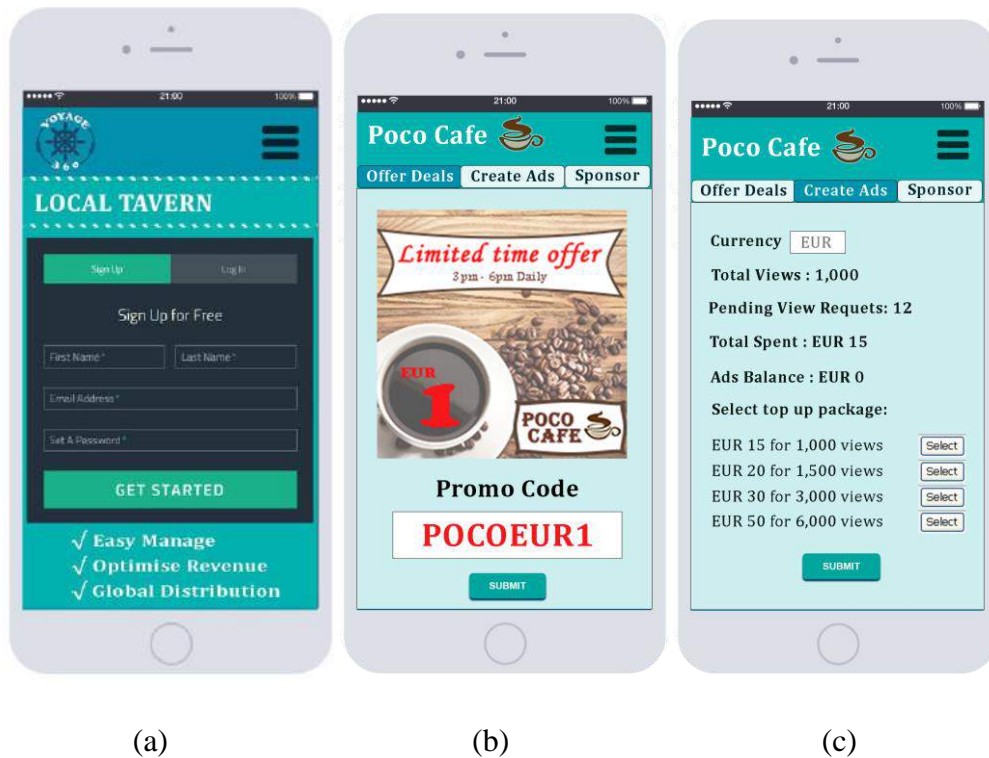 21:00 100%
VOYAGE
360
LOCAL TAVERN
Sign Up Log In
Sign Up for Free
First Name* Last Name*
Email Address*
Set A Password*
GET STARTED
√ Easy Manage
√ Optimise Revenue
√ Global Distribution
(a)
21:00 100%
Poco Cafe
Offer Deals Create Ads Sponsor
Limited time offer
3pm - 6pm Daily
EUR
1
POCO
CAFE
Promo Code
POCOEUR1
SUBMIT
(b)
21:00 100%
Poco Cafe
Offer Deals Create Ads Sponsor
Currency EUR
Total Views : 1,000
Pending View Requets: 12
Total Spent : EUR 15
Ads Balance : EUR 0
Select top up package:
EUR 15 for 1,000 views Select
EUR 20 for 1,500 views Select
EUR 30 for 3,000 views Select
EUR 50 for 6,000 views Select
SUBMIT
(c)